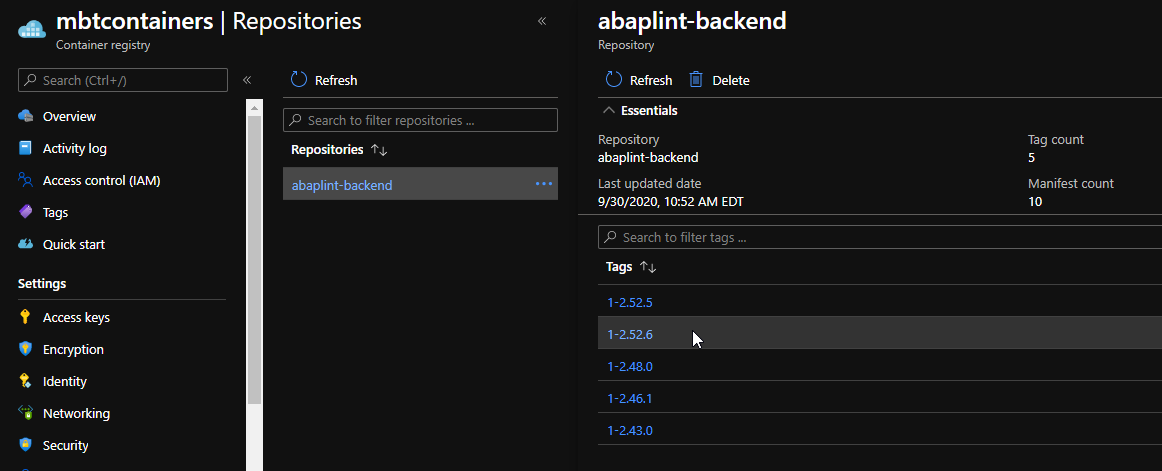 mbtcontainers | Repositories
Container registry
Search (Ctrl+/)
Overview
Activity log
Access control (IAM)
Tags
Quick start
Settings
Access keys
Encryption
Identity
Networking
Security
Refresh
Search to filter repositories ...
Repositories
abaplint-backend
abaplint-backend
Repository
Refresh Delete
Essentials
Repository Tag count
abaplint-backend 5
Last updated date Manifest count
9/30/2020, 10:52 AM EDT 10
Search to filter tags ...
Tags
1-2.52.5
1-2.52.6
1-2.48.0
1-2.46.1
1-2.43.0